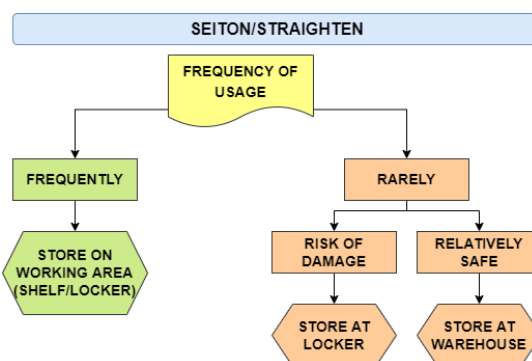 SEITON/STRAIGHTEN
FREQUENCY OF
USAGE
FREQUENTLY
RARELY
STORE ON
WORKING AREA
(SHELF/LOCKER)
RISK OF
DAMAGE
RELATIVELY
SAFE
STORE AT
LOCKER
STORE AT
WAREHOUSE